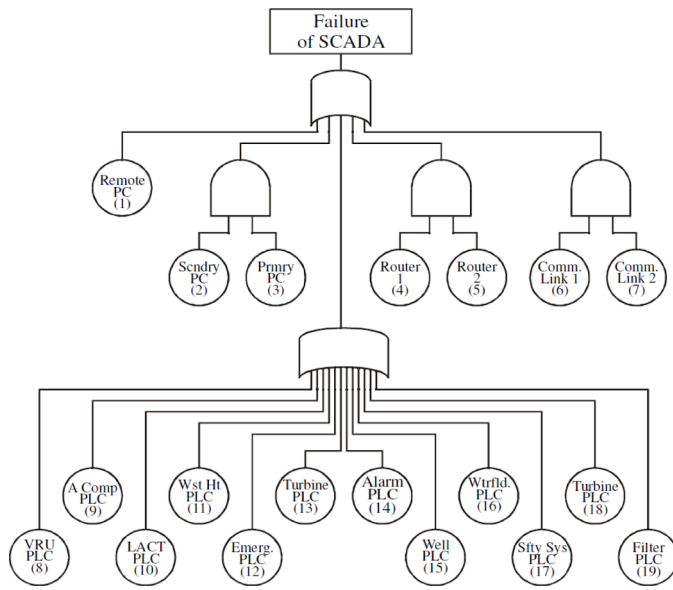 Failure
of SCADA
Remote
PC
(1)
Scndry
PC
(2)
Prmry
PC
(3)
Router
1
(4)
Router
2
(5)
Comm.
Link 1
(6)
Comm.
Link 2
(7)
A Comp
PLC
(9)
Wst Ht
PLC
(11)
Turbine
PLC
(13)
Alarm
PLC
(14)
Wtrfld.
PLC
(16)
Turbine
PLC
(18)
VRU
PLC
(8)
LACT
PLC
(10)
Emerg.
PLC
(12)
Well
PLC
(15)
Sftv Sys
PLC
(17)
Filter
PLC
(19)